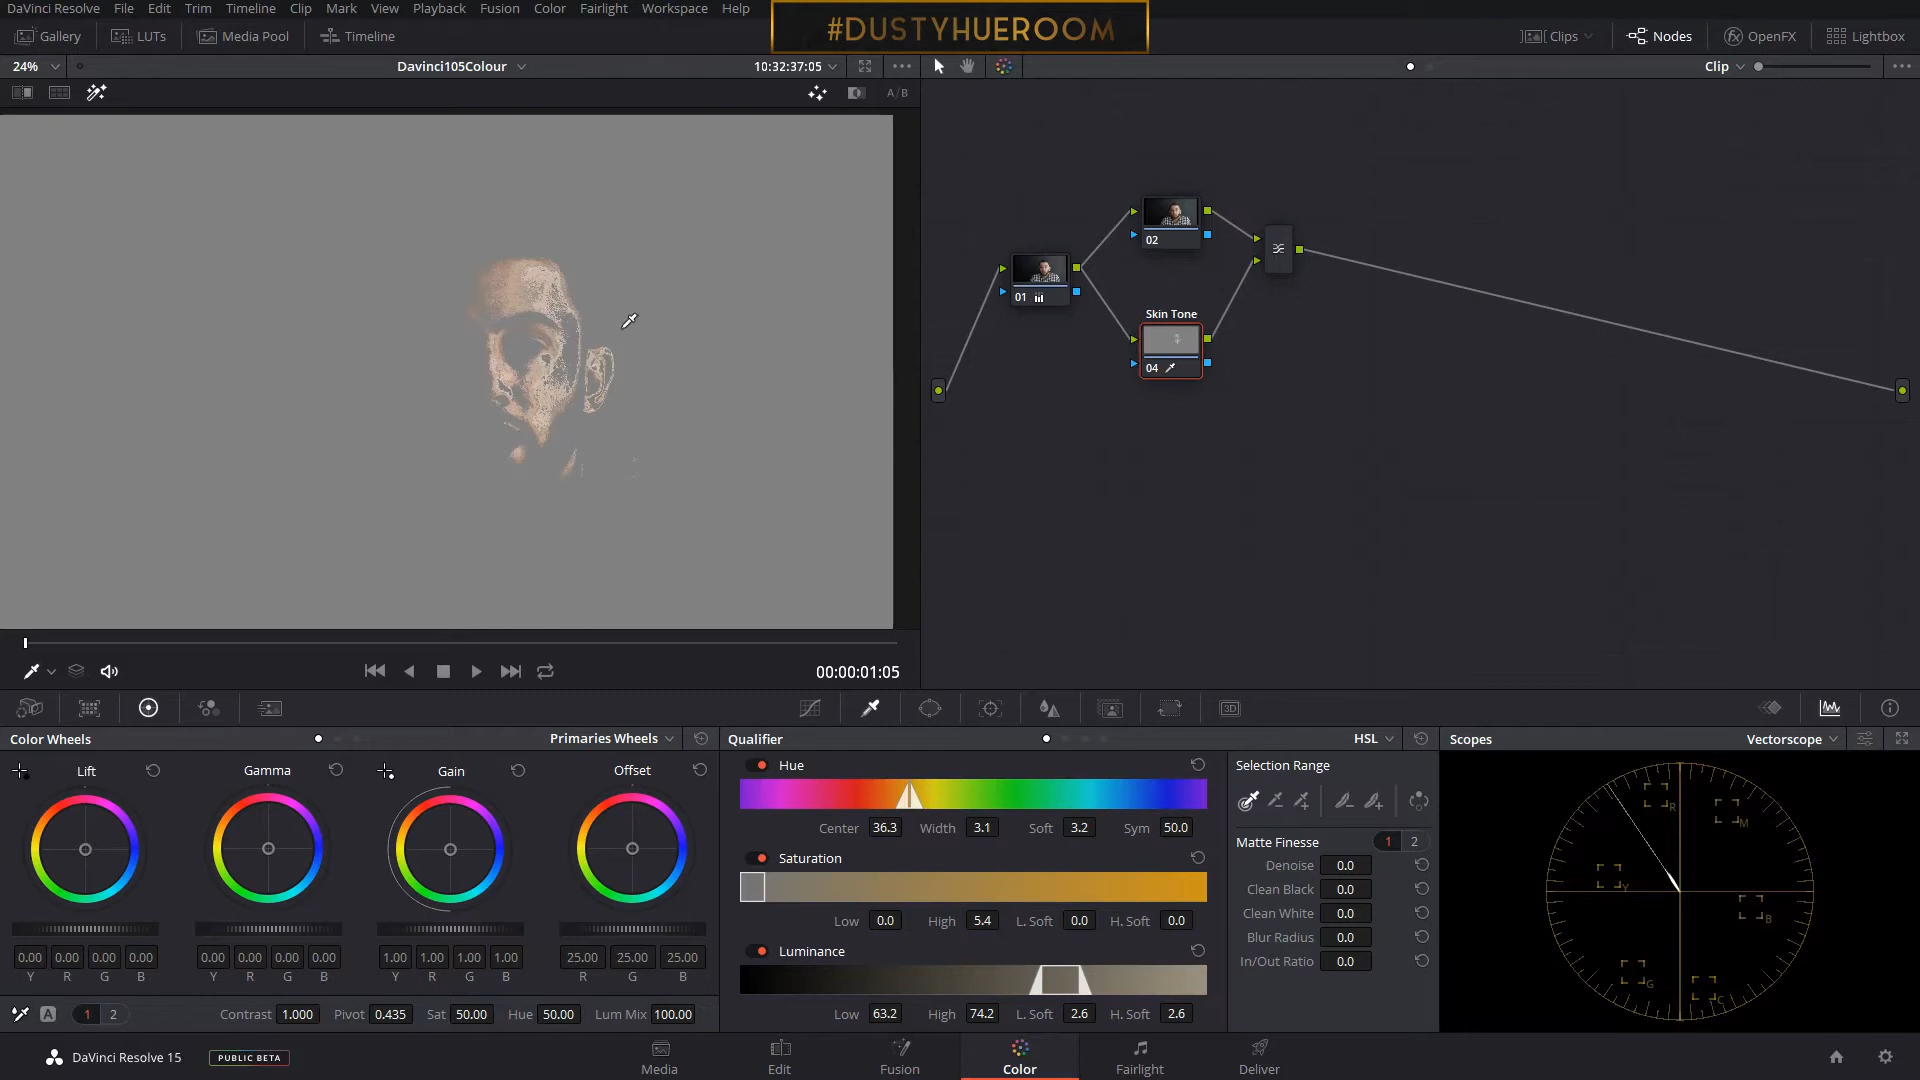 DaVinci Resolve File Edit Trim Timeline Clip Mark View Playback Fusion Color Fairlight Workspace Help
#DUSTYHUEROOM
Gallery LUTs Media Pool Timeline Clips Nodes OpenFX Lightbox
24% Davinci105Colour 10:32:37:05 Clip
A/B
02
01
Skin Tone
04
00:00:01:05
3D
Color Wheels Primaries Wheels Qualifier HSL Scopes Vectorscope
Lift Gamma Gain Offset
0.00 0.00 0.00 0.00 0.00 0.00 0.00 0.00 1.00 1.00 1.00 1.00 25.00 25.00 25.00
Y R G B Y R G B Y R G B R G B
A 1 2 Contrast 1.000 Pivot 0.435 Sat 50.00 Hue 50.00 Lum Mix 100.00
Hue
Center 36.3 Width 3.1 Soft 3.2 Sym 50.0
Saturation
Low 0.0 High 5.4 L. Soft 0.0 H. Soft 0.0
Luminance
Low 63.2 High 74.2 L. Soft 2.6 H. Soft 2.6
Selection Range
Matte Finesse 1 2
Denoise 0.0
Clean Black 0.0
Clean White 0.0
Blur Radius 0.0
In/Out Ratio 0.0
R M
Y B
G C
DaVinci Resolve 15 PUBLIC BETA Media Edit Fusion Color Fairlight Deliver